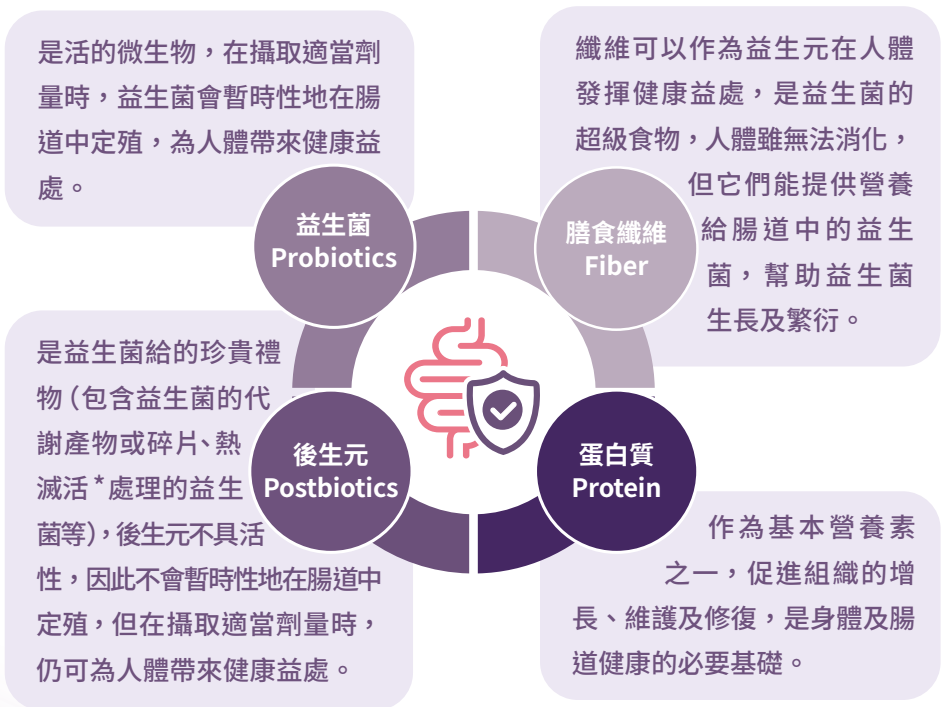 是活的微生物，在攝取適當劑
量時，益生菌會暫時性地在腸
道中定殖，為人體帶來健康益
處。
益生菌
Probiotics
纖維可以作為益生元在人體
發揮健康益處，是益生菌的
超級食物，人體雖無法消化，
但它們能提供營養
給腸道中的益生
菌，幫助益生菌
生長及繁衍。
膳食纖維
Fiber
是益生菌給的珍貴禮
物（包含益生菌的代
謝產物或碎片、熱
滅活*處理的益生
菌等），後生元不具活
性，因此不會暫時性地在腸道中
定殖，但在攝取適當劑量時，
仍可為人體帶來健康益處。
後生元
Postbiotics
蛋白質
Protein
作為基本營養素
之一，促進組織的增
長、維護及修復，是身體及腸
道健康的必要基礎。